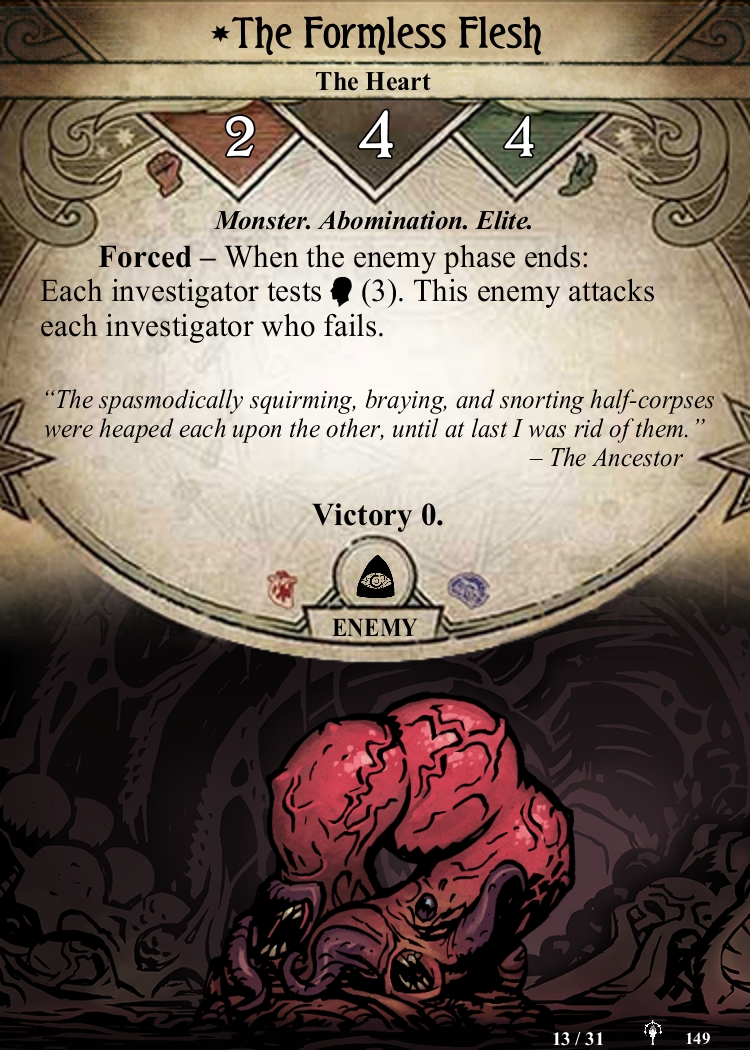 The Formless Flesh
The Heart
2 4 4
Monster. Abomination. Elite.
Forced – When the enemy phase ends:
Each investigator tests (3). This enemy attacks
each investigator who fails.
“The spasmodically squirming, braying, and snorting half-corpses
were heaped each upon the other, until at last I was rid of them.”
– The Ancestor
Victory 0.
ENEMY
13 / 31 149